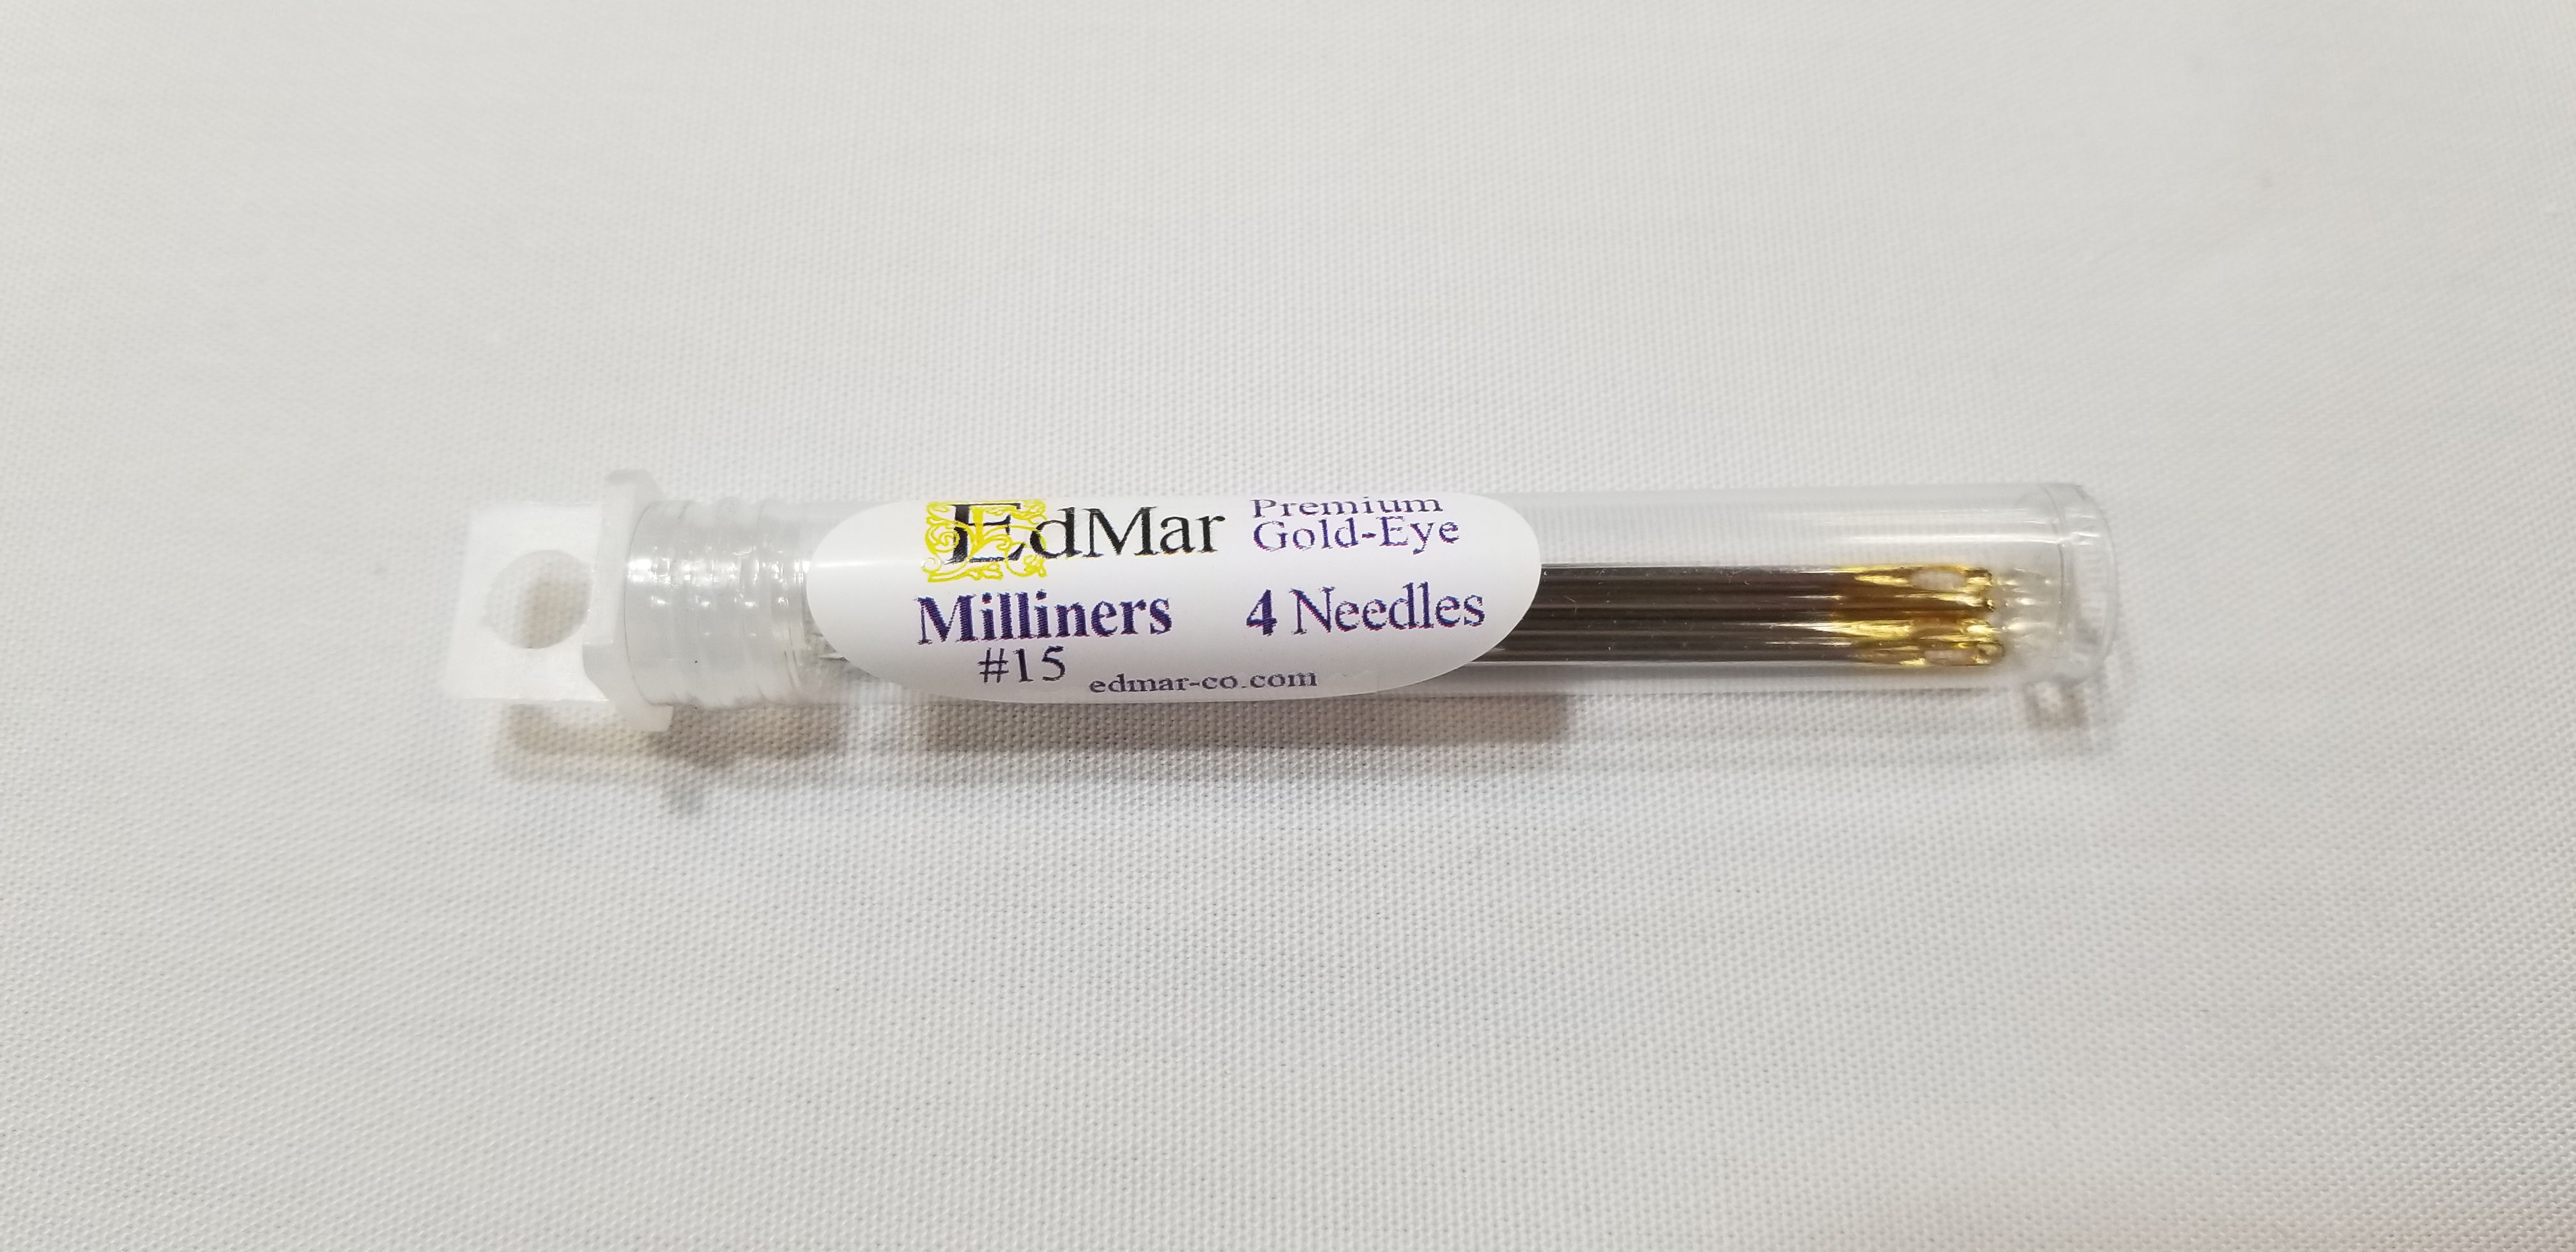 EdMar
Premium
Gold-Eye
Milliners
4 Needles
#15
edmar-co.com